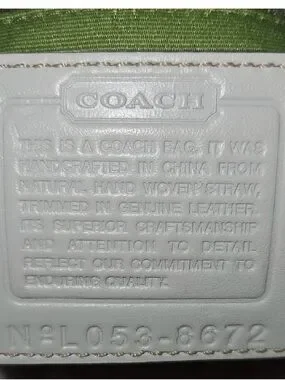 COACH
THIS IS A COACH BAG. IT WAS
HANDCRAFTED IN CHINA FROM
NATURAL HAND WOVEN STRAW,
TRIMMED IN GENUINE LEATHER.
ITS SUPERIOR CRAFTSMANSHIP
AND ATTENTION TO DETAIL
REFLECT OUR COMMITMENT TO
ENDURING QUALITY.
Nº L053-8672